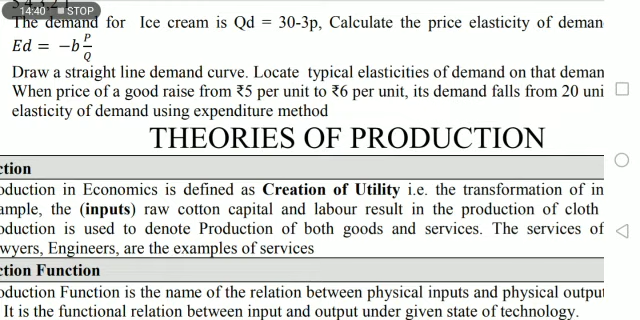 5 4 3 2 1
14:40 STOP
The demand for Ice cream is Qd = 30-3p, Calculate the price elasticity of deman
Ed = −b P/Q
Draw a straight line demand curve. Locate typical elasticities of demand on that deman
When price of a good raise from ₹5 per unit to ₹6 per unit, its demand falls from 20 uni
elasticity of demand using expenditure method
THEORIES OF PRODUCTION
ction
oduction in Economics is defined as Creation of Utility i.e. the transformation of in
ample, the (inputs) raw cotton capital and labour result in the production of cloth
oduction is used to denote Production of both goods and services. The services of
wyers, Engineers, are the examples of services
ction Function
oduction Function is the name of the relation between physical inputs and physical output
It is the functional relation between input and output under given state of technology.